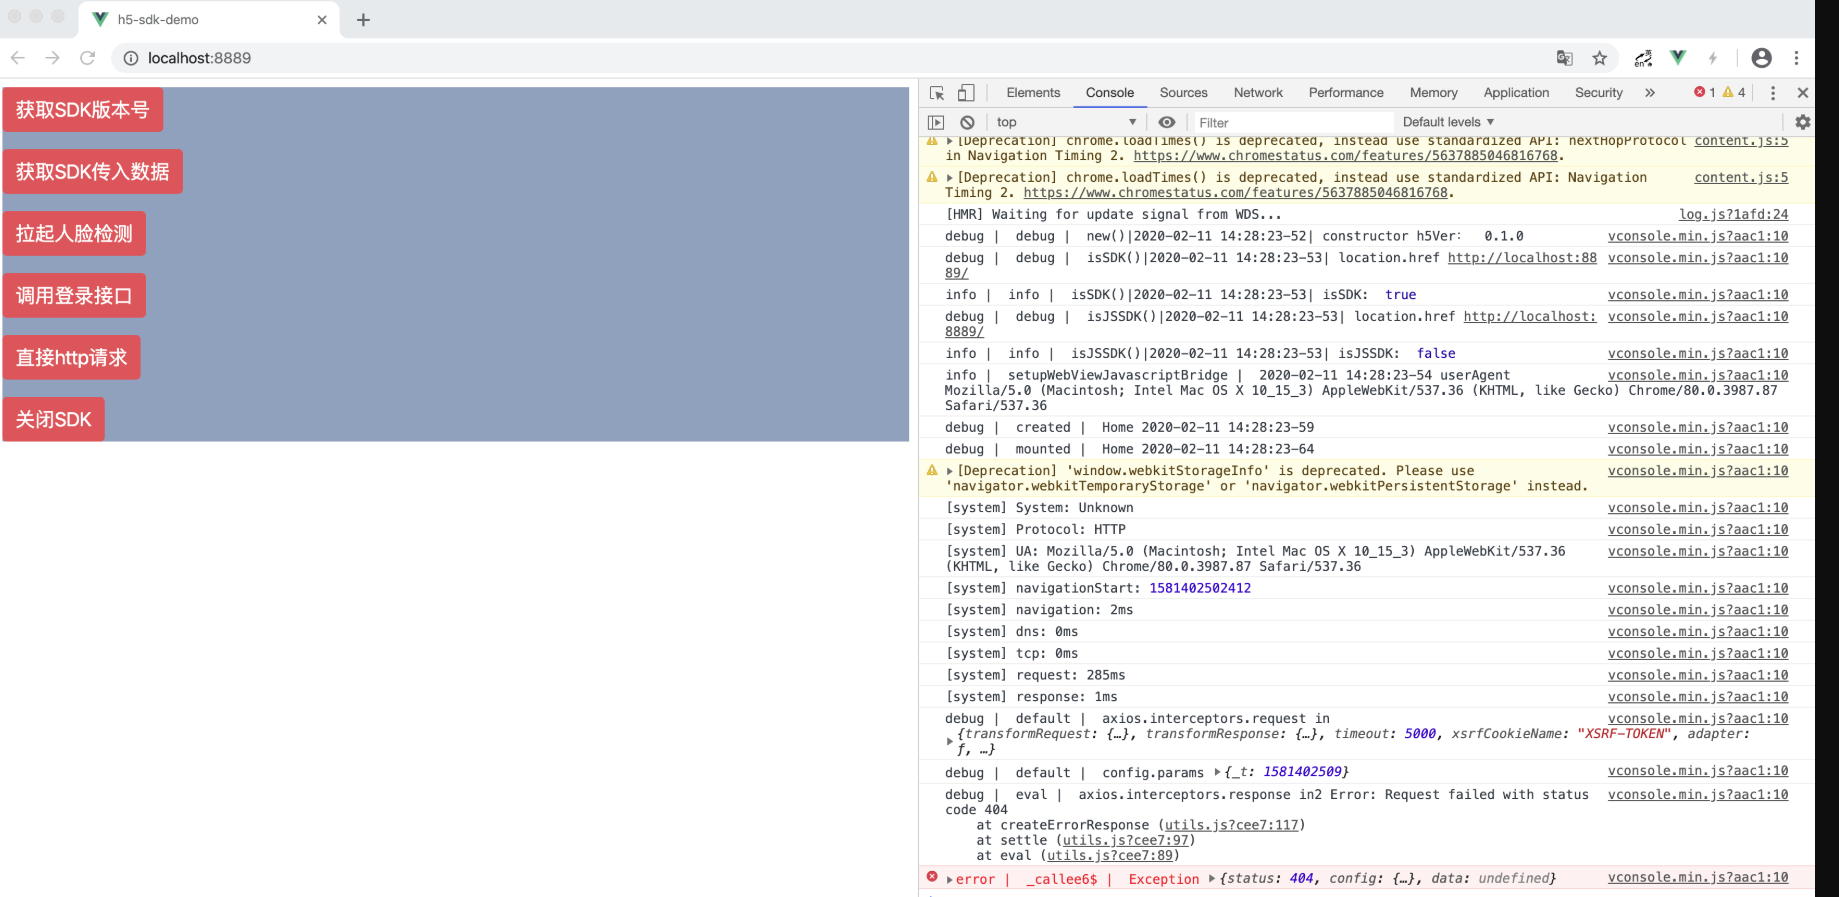 h5-sdk-demo
localhost:8889
获取SDK版本号
获取SDK传入数据
拉起人脸检测
调用登录接口
直接http请求
关闭SDK
Elements Console Sources Network Performance Memory Application Security » 1 4
top Filter Default levels
[Deprecation] chrome.loadTimes() is deprecated, instead use standardized API: nextHopProtocol content.js:5
in Navigation Timing 2. https://www.chromestatus.com/features/5637885046816768.
[Deprecation] chrome.loadTimes() is deprecated, instead use standardized API: Navigation content.js:5
Timing 2. https://www.chromestatus.com/features/5637885046816768.
[HMR] Waiting for update signal from WDS... log.js?1afd:24
debug | debug | new()|2020-02-11 14:28:23-52| constructor h5Ver: 0.1.0 vconsole.min.js?aac1:10
debug | debug | isSDK()|2020-02-11 14:28:23-53| location.href http://localhost:88 vconsole.min.js?aac1:10
89/
info | info | isSDK()|2020-02-11 14:28:23-53| isSDK: true vconsole.min.js?aac1:10
debug | debug | isJSSDK()|2020-02-11 14:28:23-53| location.href http://localhost: vconsole.min.js?aac1:10
8889/
info | info | isJSSDK()|2020-02-11 14:28:23-53| isJSSDK: false vconsole.min.js?aac1:10
info | setupWebViewJavascriptBridge | 2020-02-11 14:28:23-54 userAgent vconsole.min.js?aac1:10
Mozilla/5.0 (Macintosh; Intel Mac OS X 10_15_3) AppleWebKit/537.36 (KHTML, like Gecko) Chrome/80.0.3987.87
Safari/537.36
debug | created | Home 2020-02-11 14:28:23-59 vconsole.min.js?aac1:10
debug | mounted | Home 2020-02-11 14:28:23-64 vconsole.min.js?aac1:10
[Deprecation] 'window.webkitStorageInfo' is deprecated. Please use vconsole.min.js?aac1:10
'navigator.webkitTemporaryStorage' or 'navigator.webkitPersistentStorage' instead.
[system] System: Unknown vconsole.min.js?aac1:10
[system] Protocol: HTTP vconsole.min.js?aac1:10
[system] UA: Mozilla/5.0 (Macintosh; Intel Mac OS X 10_15_3) AppleWebKit/537.36 vconsole.min.js?aac1:10
(KHTML, like Gecko) Chrome/80.0.3987.87 Safari/537.36
[system] navigationStart: 1581402502412 vconsole.min.js?aac1:10
[system] navigation: 2ms vconsole.min.js?aac1:10
[system] dns: 0ms vconsole.min.js?aac1:10
[system] tcp: 0ms vconsole.min.js?aac1:10
[system] request: 285ms vconsole.min.js?aac1:10
[system] response: 1ms vconsole.min.js?aac1:10
debug | default | axios.interceptors.request in vconsole.min.js?aac1:10
{transformRequest: {…}, transformResponse: {…}, timeout: 5000, xsrfCookieName: "XSRF-TOKEN", adapter:
ƒ, …}
debug | default | config.params {_t: 1581402509} vconsole.min.js?aac1:10
debug | eval | axios.interceptors.response in2 Error: Request failed with status vconsole.min.js?aac1:10
code 404
at createErrorResponse (utils.js?cee7:117)
at settle (utils.js?cee7:97)
at eval (utils.js?cee7:89)
error | _callee6$ | Exception {status: 404, config: {…}, data: undefined} vconsole.min.js?aac1:10